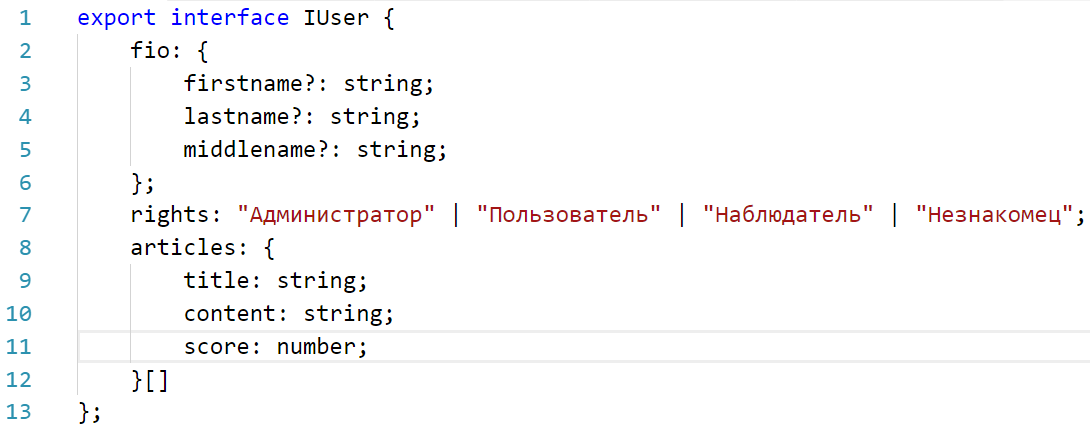 1 export interface IUser {
2 fio: {
3 firstname?: string;
4 lastname?: string;
5 middlename?: string;
6 };
7 rights: "Администратор" | "Пользователь" | "Наблюдатель" | "Незнакомец";
8 articles: {
9 title: string;
10 content: string;
11 score: number;
12 }[]
13 };